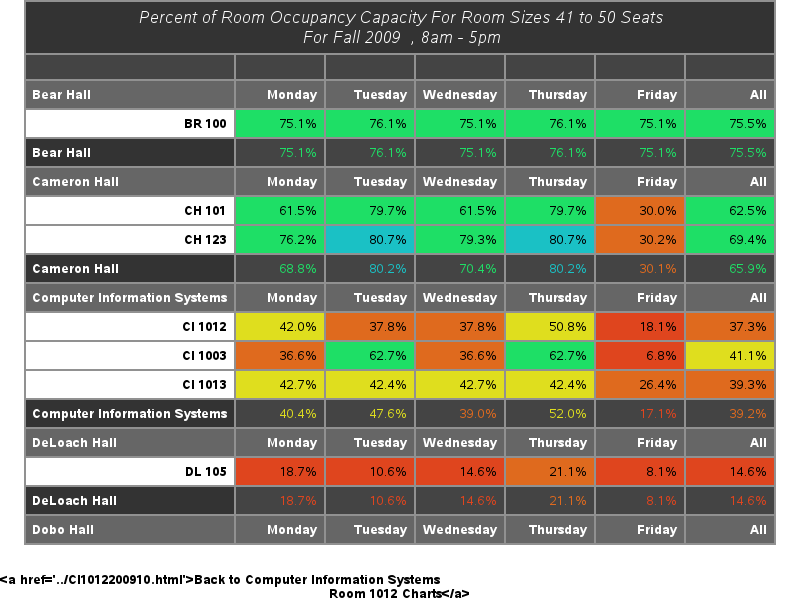 Percent of Room Occupancy Capacity For Room Sizes 41 to 50 Seats
For Fall 2009 , 8am - 5pm
Bear Hall Monday Tuesday Wednesday Thursday Friday All
BR 100 75.1% 76.1% 75.1% 76.1% 75.1% 75.5%
Bear Hall 75.1% 76.1% 75.1% 76.1% 75.1% 75.5%
Cameron Hall Monday Tuesday Wednesday Thursday Friday All
CH 101 61.5% 79.7% 61.5% 79.7% 30.0% 62.5%
CH 123 76.2% 80.7% 79.3% 80.7% 30.2% 69.4%
Cameron Hall 68.8% 80.2% 70.4% 80.2% 30.1% 65.9%
Computer Information Systems Monday Tuesday Wednesday Thursday Friday All
CI 1012 42.0% 37.8% 37.8% 50.8% 18.1% 37.3%
CI 1003 36.6% 62.7% 36.6% 62.7% 6.8% 41.1%
CI 1013 42.7% 42.4% 42.7% 42.4% 26.4% 39.3%
Computer Information Systems 40.4% 47.6% 39.0% 52.0% 17.1% 39.2%
DeLoach Hall Monday Tuesday Wednesday Thursday Friday All
DL 105 18.7% 10.6% 14.6% 21.1% 8.1% 14.6%
DeLoach Hall 18.7% 10.6% 14.6% 21.1% 8.1% 14.6%
Dobo Hall Monday Tuesday Wednesday Thursday Friday All
&lt;a href='../CI1012200910.html'&gt;Back to Computer Information Systems
Room 1012 Charts&lt;/a&gt;